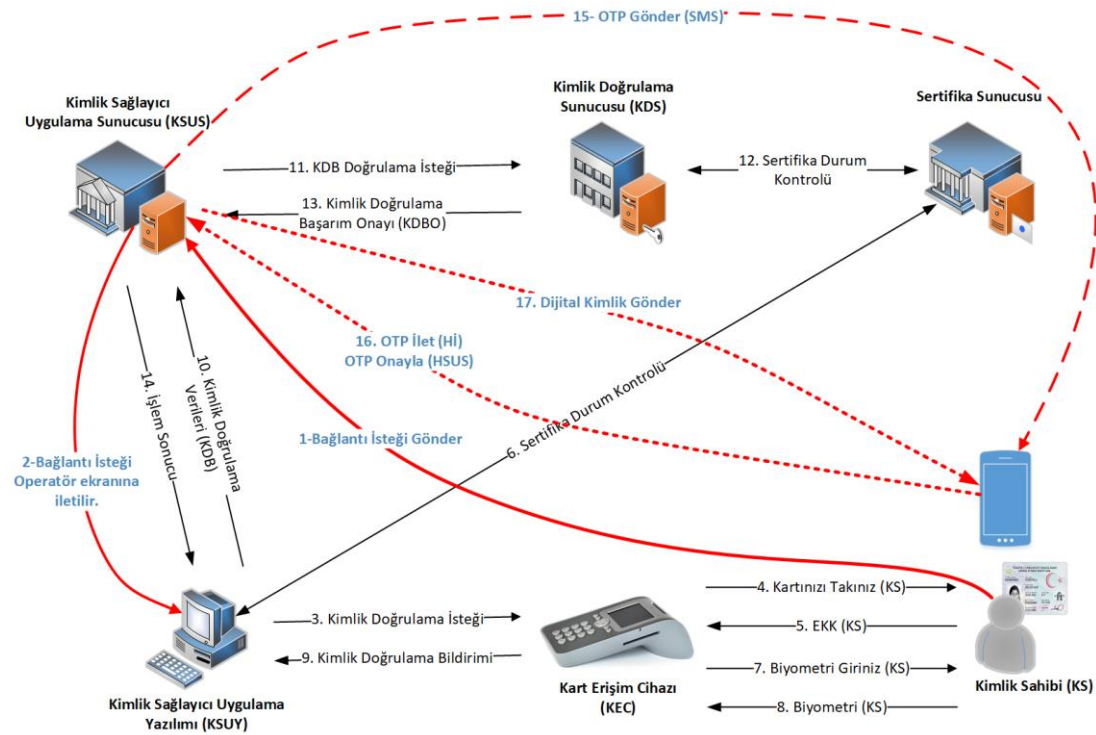 15- OTP Gönder (SMS)
Kimlik Sağlayıcı
Uygulama Sunucusu (KSUS)
Kimlik Doğrulama
Sunucusu (KDS)
Sertifika Sunucusu
11. KDB Doğrulama İsteği
12. Sertifika Durum
Kontrolü
13. Kimlik Doğrulama
Başarım Onayı (KDBO)
17. Dijital Kimlik Gönder
16. OTP İlet (Hİ)
OTP Onayla (HSUS)
10. Kimlik Doğrulama
Verileri (KDB)
14. İşlem Sonucu
6. Sertifika Durum Kontrolü
1-Bağlantı İsteği Gönder
2-Bağlantı İsteği
Operatör ekranına
iletilir.
3. Kimlik Doğrulama İsteği
9. Kimlik Doğrulama Bildirimi
4. Kartınızı Takınız (KS)
5. EKK (KS)
7. Biyometri Giriniz (KS)
8. Biyometri (KS)
Kimlik Sağlayıcı Uygulama
Yazılımı (KSUY)
Kart Erişim Cihazı
(KEC)
Kimlik Sahibi (KS)